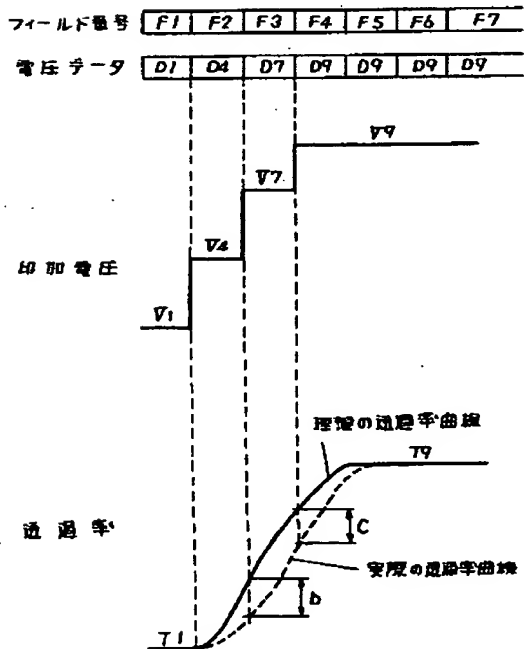 フィールド番号 F1 F2 F3 F4 F5 F6 F7
電圧データ D1 D4 D7 D9 D9 D9 D9
V9
V7
V4
印加電圧
V1
理想の透過率曲線
T9
透過率
C
実際の透過率曲線
b
T1